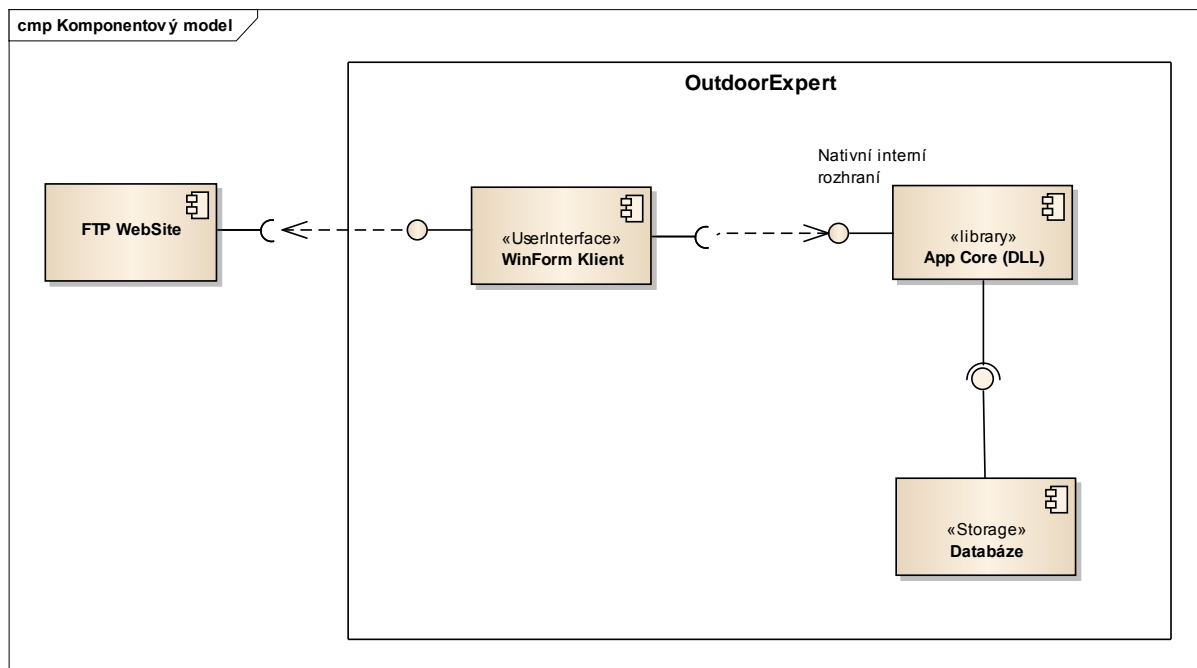 cmp Komponentový model
OutdoorExpert
Nativní interní
rozhraní
FTP WebSite
«UserInterface»
WinForm Klient
«library»
App Core (DLL)
«Storage»
Databáze